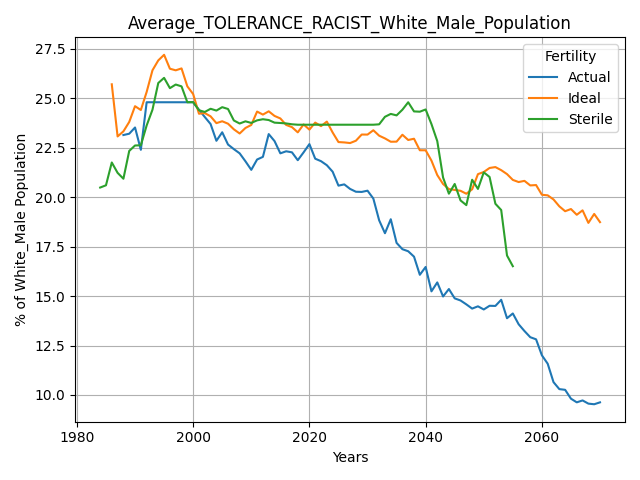 Average_TOLERANCE_RACIST_White_Male_Population
Fertility
Actual
Ideal
Sterile
% of White_Male Population
27.5
25.0
22.5
20.0
17.5
15.0
12.5
10.0
1980
2000
2020
2040
2060
Years